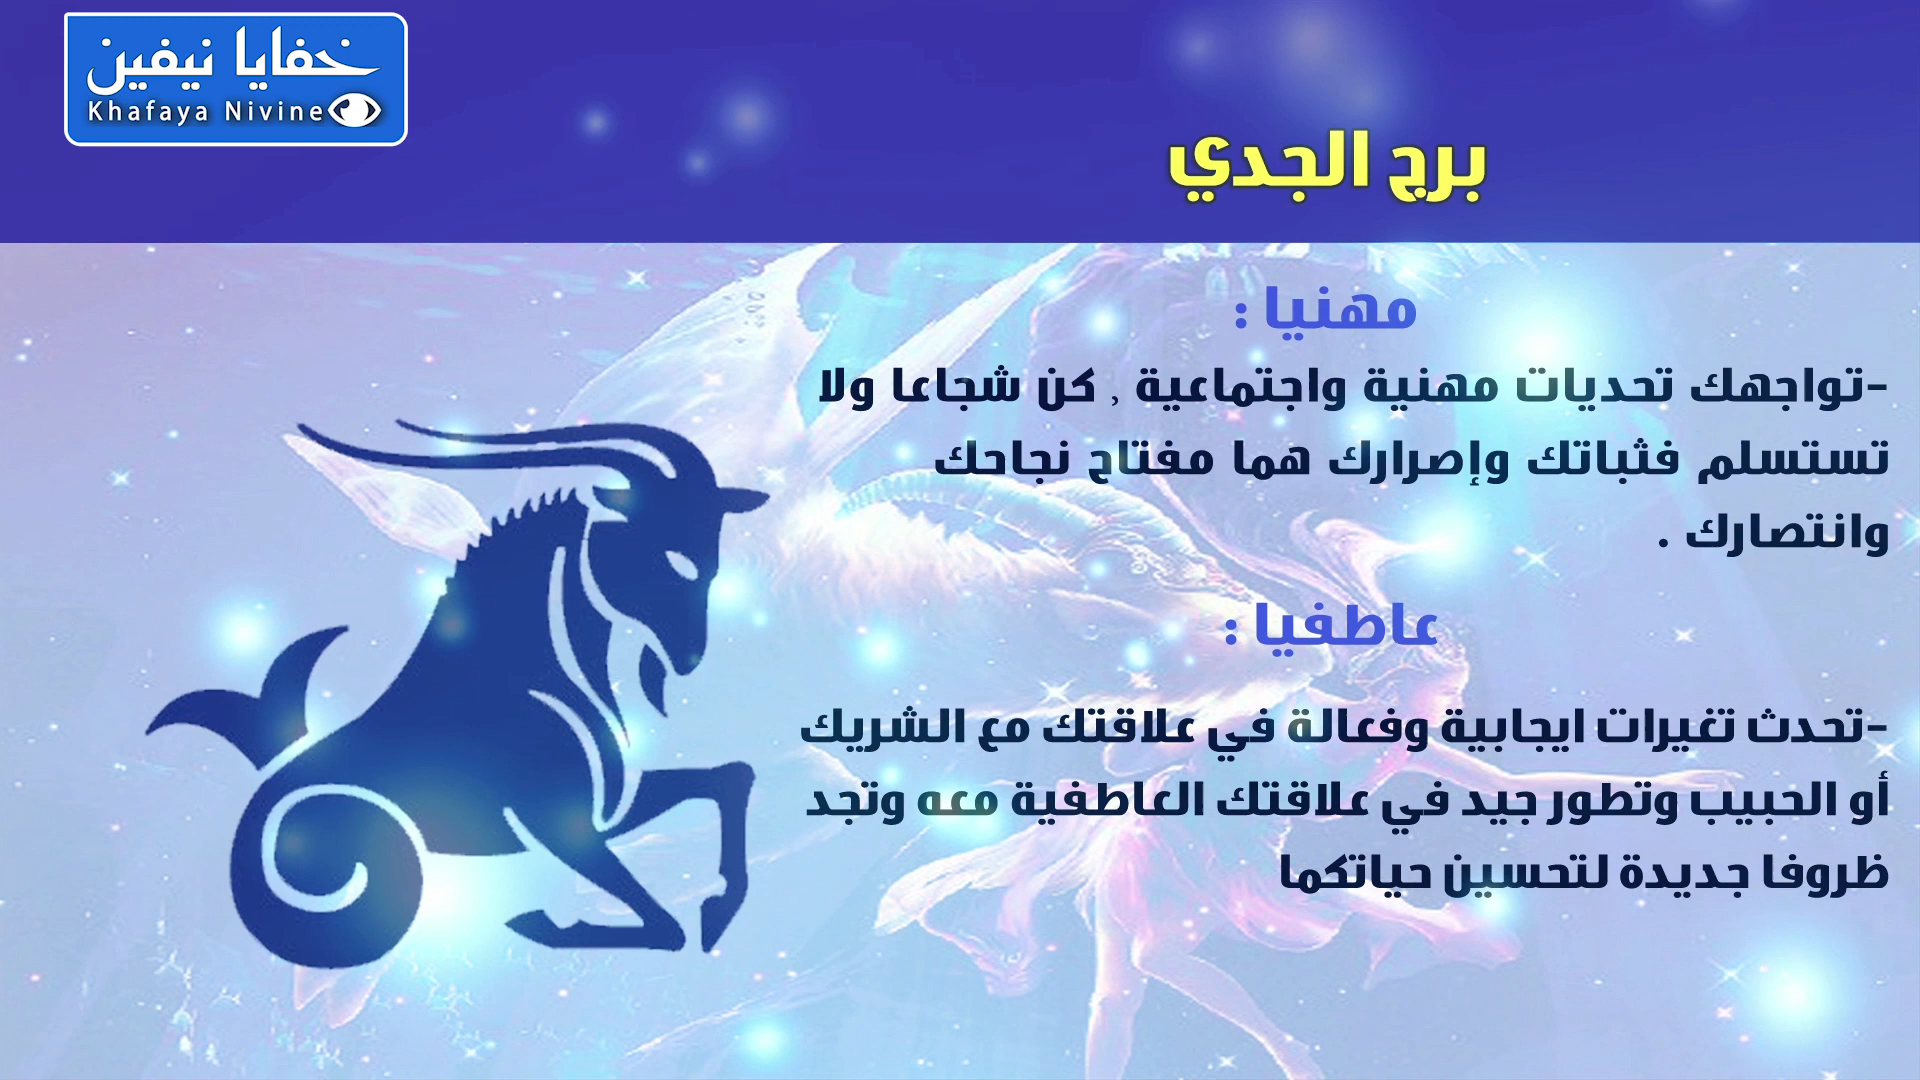 خفايا نيفين
Khafaya Nivine
برج الجدي
مهنيا :
-تواجهك تحديات مهنية واجتماعية , كن شجاعا ولا
تستسلم فثباتك وإصرارك هما مفتاح نجاحك
وانتصارك .
عاطفيا :
-تحدث تغيرات ايجابية وفعالة في علاقتك مع الشريك
أو الحبيب وتطور جيد في علاقتك العاطفية معه وتجد
ظروفا جديدة لتحسين حياتكما